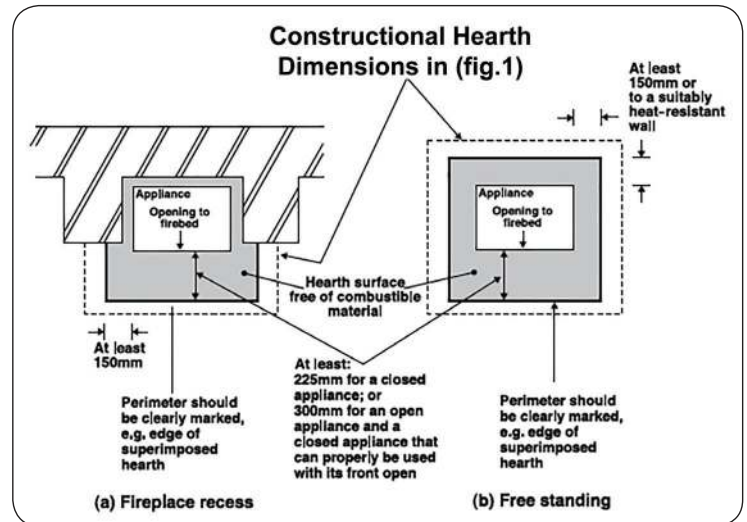 Constructional Hearth
Dimensions in (fig.1)
At least
150mm or
to a suitably
heat-resistant
wall
Appliance
Opening to
firebed
Appliance
Opening to
firebed
Hearth surface
free of combustible
material
At least
150mm
At least:
225mm for a closed
appliance; or
300mm for an open
appliance and a
closed appliance that
can properly be used
with its front open
Perimeter should
be clearly marked,
e.g. edge of
superimposed
hearth
Perimeter should
be clearly marked,
e.g. edge of
superimposed
hearth
(a) Fireplace recess
(b) Free standing